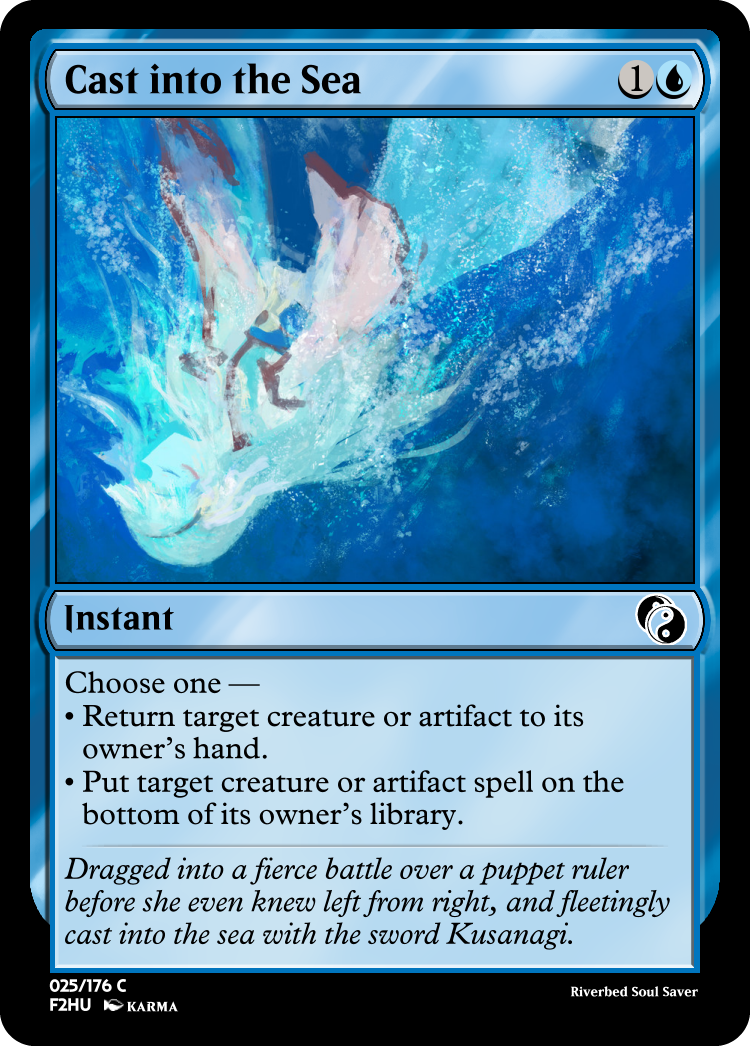 Cast into the Sea 1
Instant
Choose one —
• Return target creature or artifact to its
owner's hand.
• Put target creature or artifact spell on the
bottom of its owner's library.
Dragged into a fierce battle over a puppet ruler
before she even knew left from right, and fleetingly
cast into the sea with the sword Kusanagi.
025/176 C
F2HU KARMA
Riverbed Soul Saver